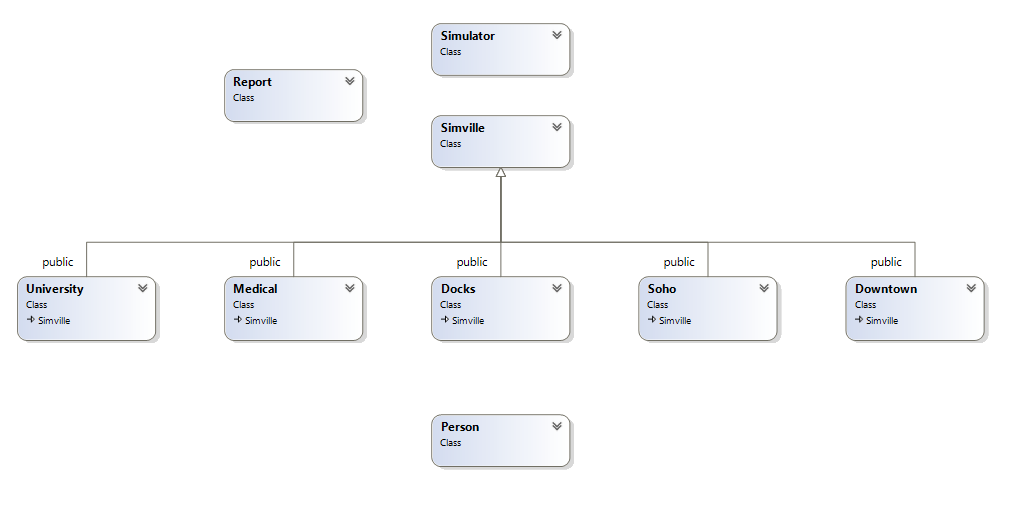 Simulator
Class
Report
Class
Simville
Class
public
public
public
public
public
University
Class
Simville
Medical
Class
Simville
Docks
Class
Simville
Soho
Class
Simville
Downtown
Class
Simville
Person
Class